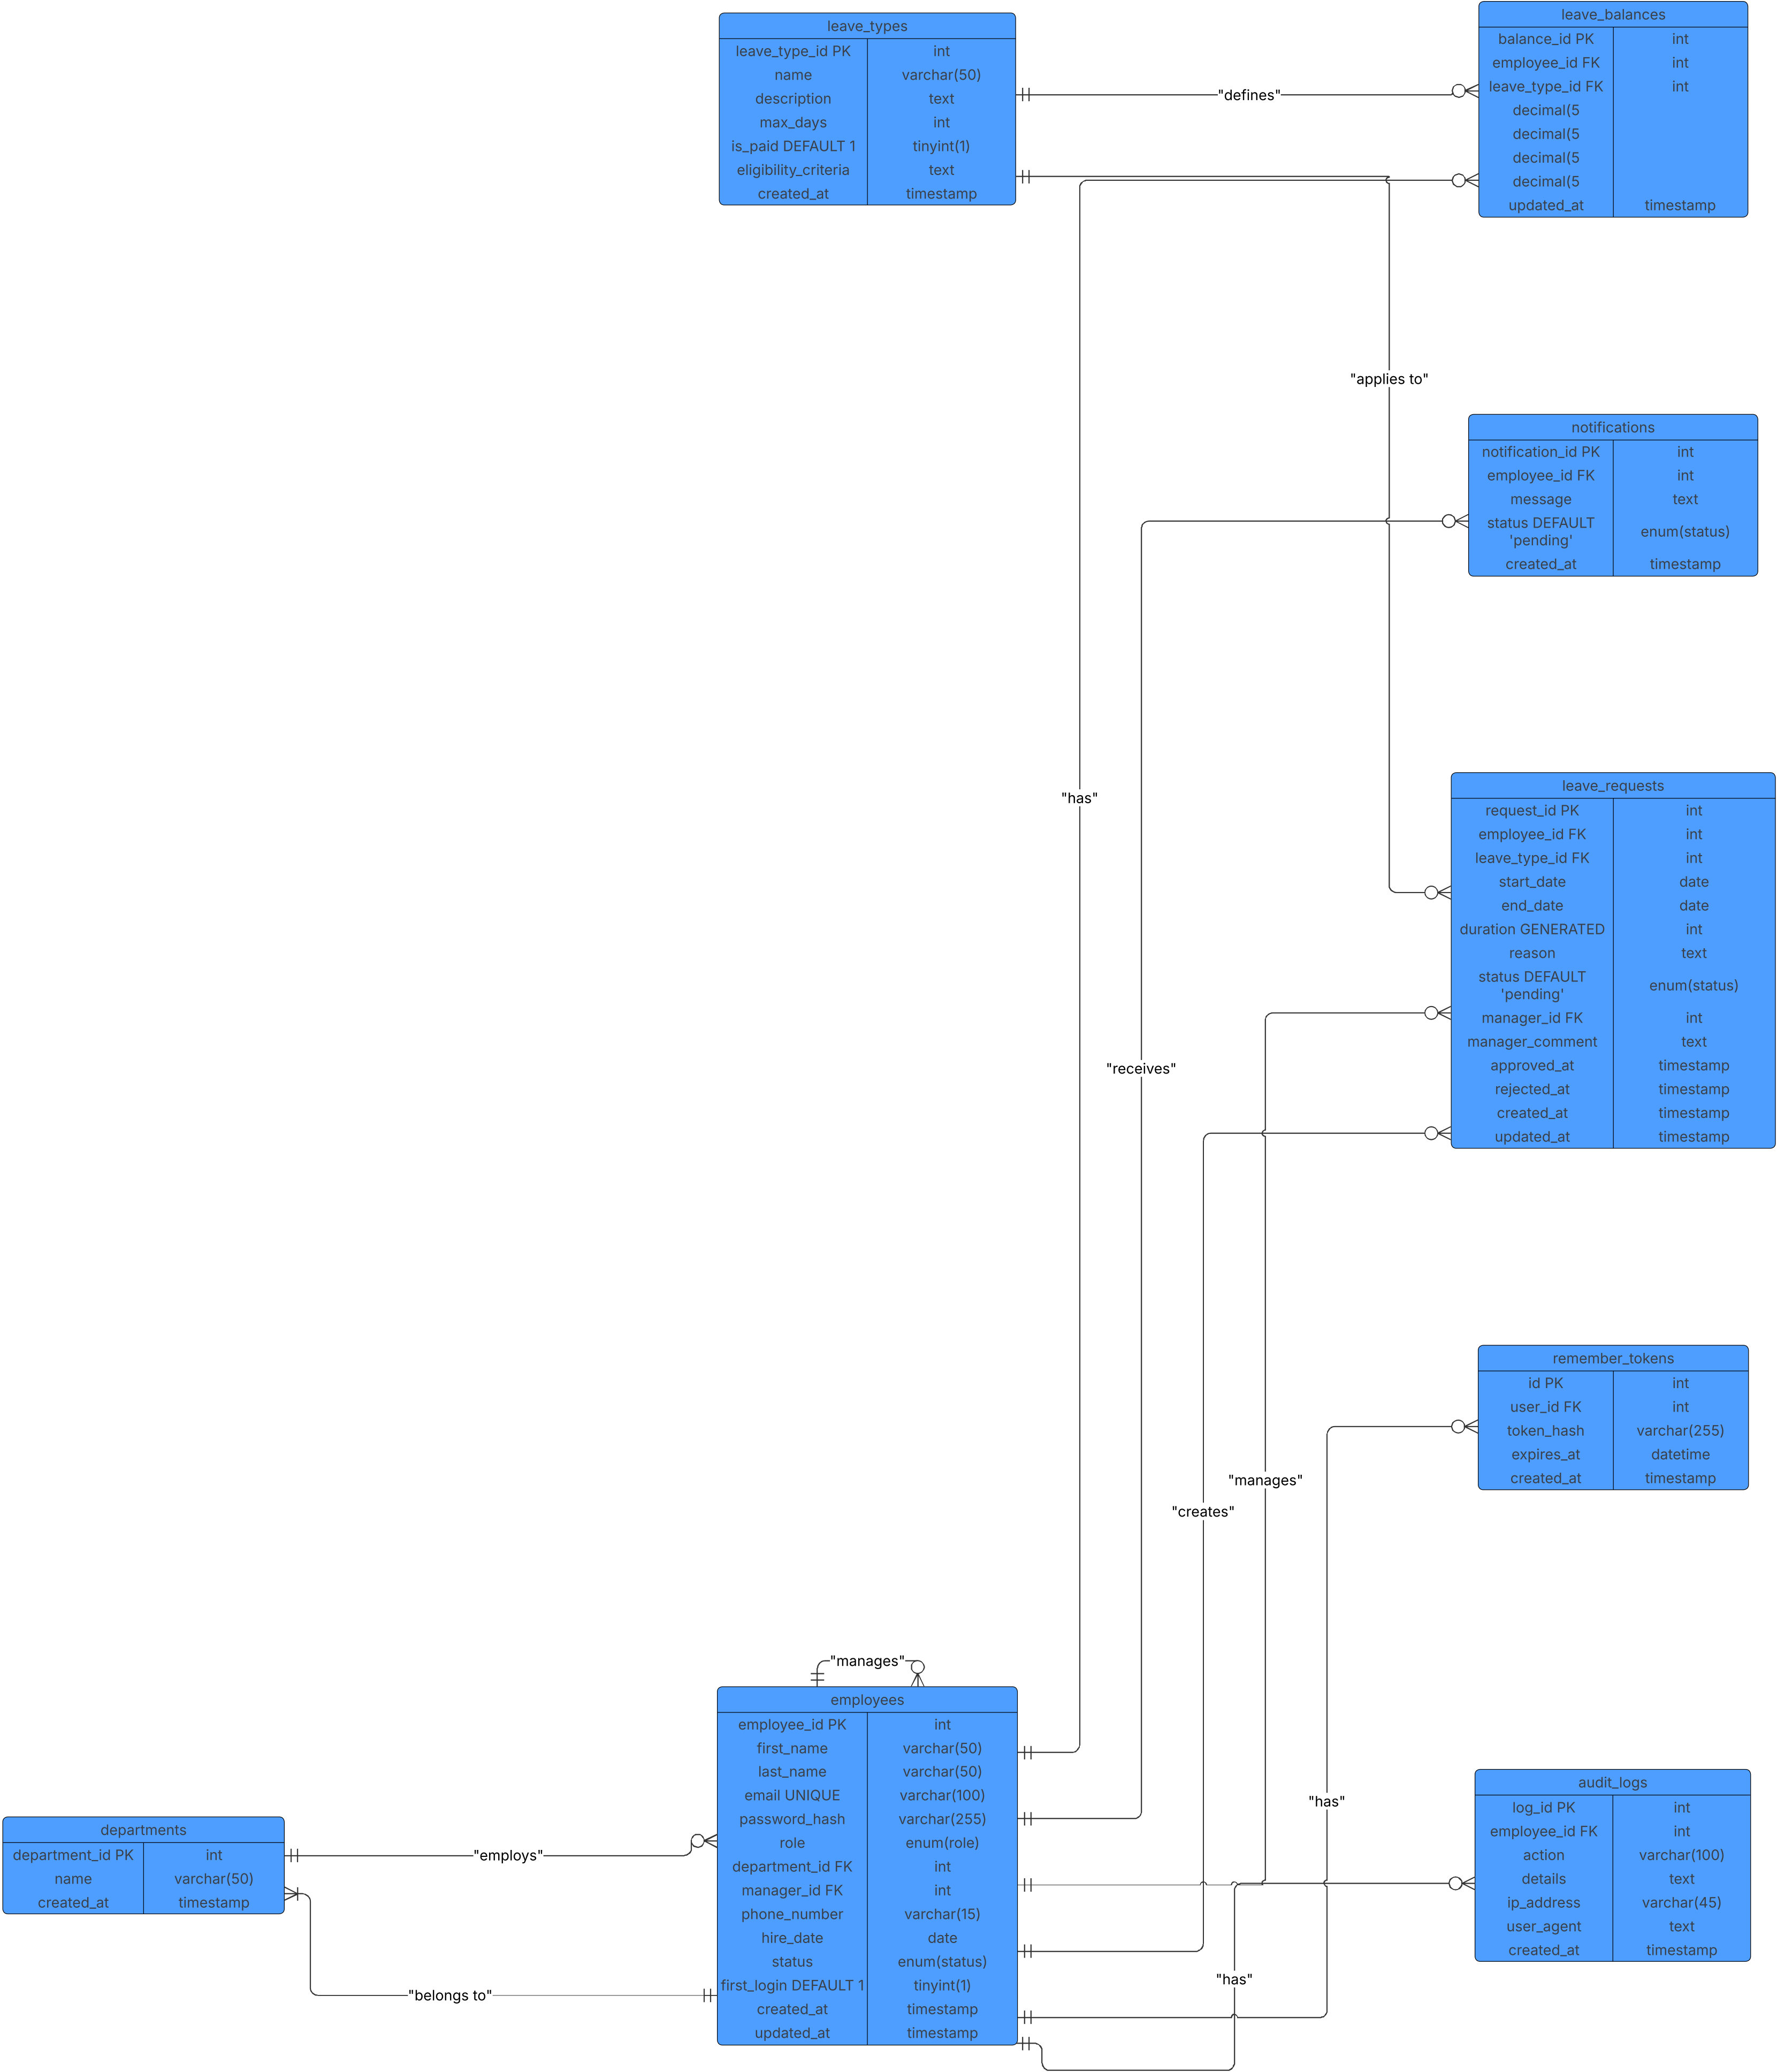 leave_types
leave_type_id PK int
name varchar(50)
description text
max_days int
is_paid DEFAULT 1 tinyint(1)
eligibility_criteria text
created_at timestamp
"defines"
leave_balances
balance_id PK int
employee_id FK int
leave_type_id FK int
decimal(5
decimal(5
decimal(5
decimal(5
updated_at timestamp
"applies to"
notifications
notification_id PK int
employee_id FK int
message text
status DEFAULT
'pending' enum(status)
created_at timestamp
"has"
"receives"
leave_requests
request_id PK int
employee_id FK int
leave_type_id FK int
start_date date
end_date date
duration GENERATED int
reason text
status DEFAULT
'pending' enum(status)
manager_id FK int
manager_comment text
approved_at timestamp
rejected_at timestamp
created_at timestamp
updated_at timestamp
"manages"
"creates"
remember_tokens
id PK int
user_id FK int
token_hash varchar(255)
expires_at datetime
created_at timestamp
"manages"
employees
employee_id PK int
first_name varchar(50)
last_name varchar(50)
email UNIQUE varchar(100)
password_hash varchar(255)
role enum(role)
department_id FK int
manager_id FK int
phone_number varchar(15)
hire_date date
status enum(status)
first_login DEFAULT 1 tinyint(1)
created_at timestamp
updated_at timestamp
"has"
audit_logs
log_id PK int
employee_id FK int
action varchar(100)
details text
ip_address varchar(45)
user_agent text
created_at timestamp
"has"
departments
department_id PK int
name varchar(50)
created_at timestamp
"employs"
"belongs to"